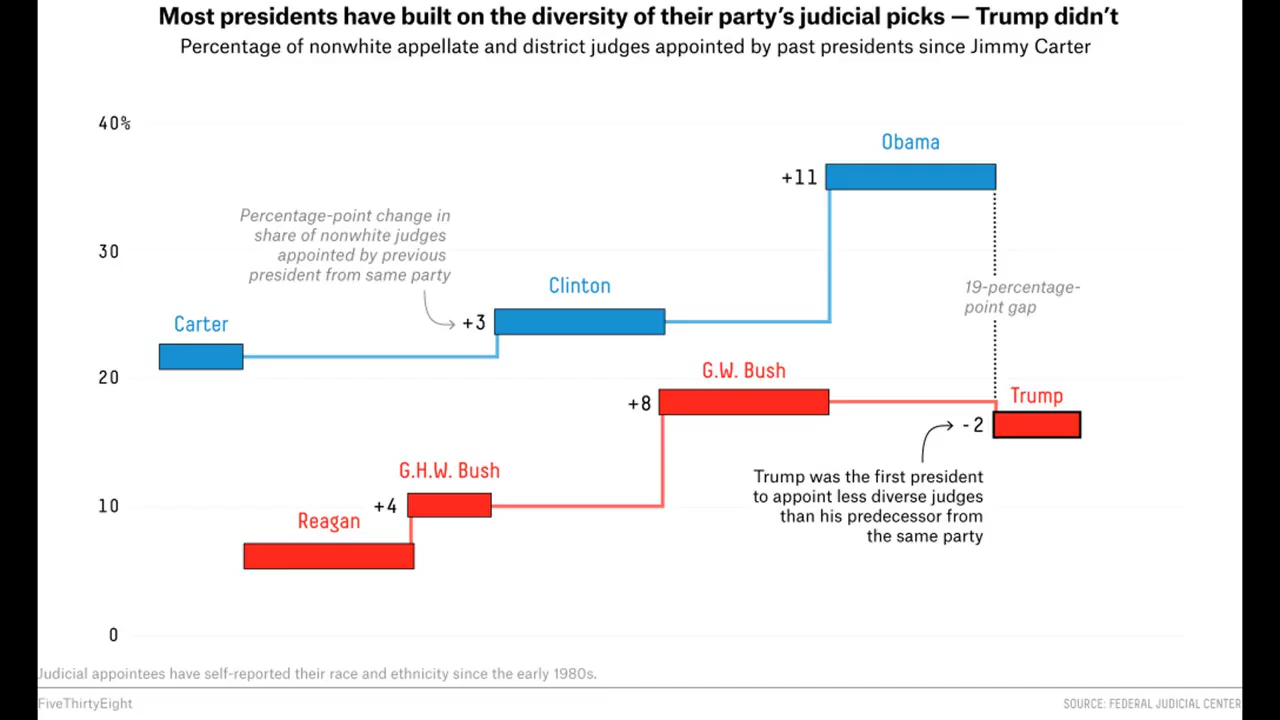 Most presidents have built on the diversity of their party's judicial picks — Trump didn't
Percentage of nonwhite appellate and district judges appointed by past presidents since Jimmy Carter
40%
Obama
+11
Percentage-point change in
share of nonwhite judges
appointed by previous
president from same party
30
Clinton
19-percentage-
point gap
Carter
+3
20
G.W. Bush
Trump
+8
-2
G.H.W. Bush
Trump was the first president
to appoint less diverse judges
than his predecessor from
the same party
10
+4
Reagan
0
Judicial appointees have self-reported their race and ethnicity since the early 1980s.
FiveThirtyEight
SOURCE: FEDERAL JUDICIAL CENTER